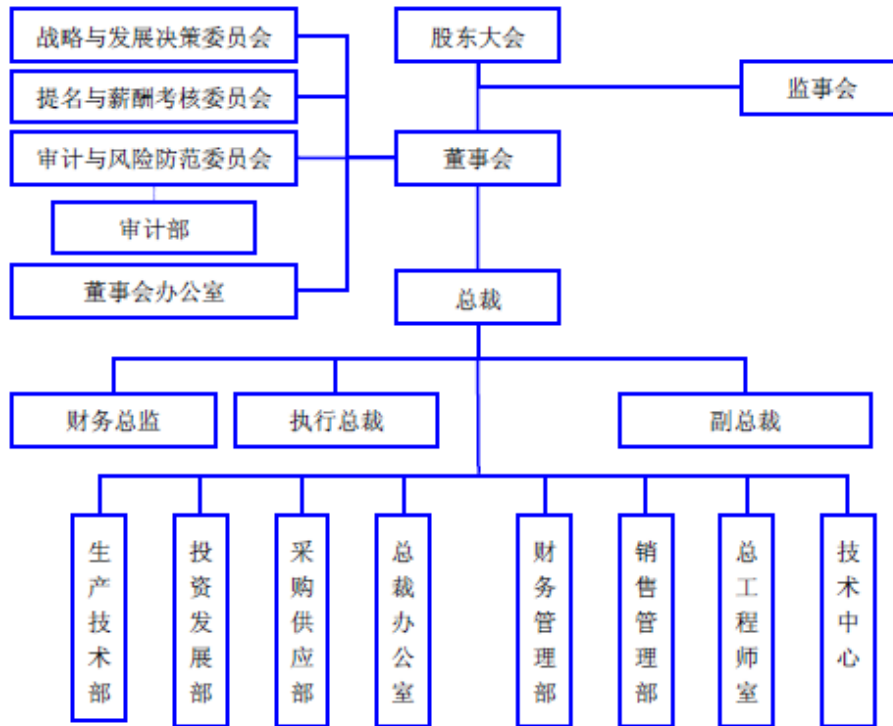 战略与发展决策委员会
股东大会
提名与薪酬考核委员会
监事会
审计与风险防范委员会
董事会
审计部
董事会办公室
总裁
财务总监
执行总裁
副总裁
生产技术部
投资发展部
采购供应部
总裁办公室
财务管理部
销售管理部
总工程师室
技术中心